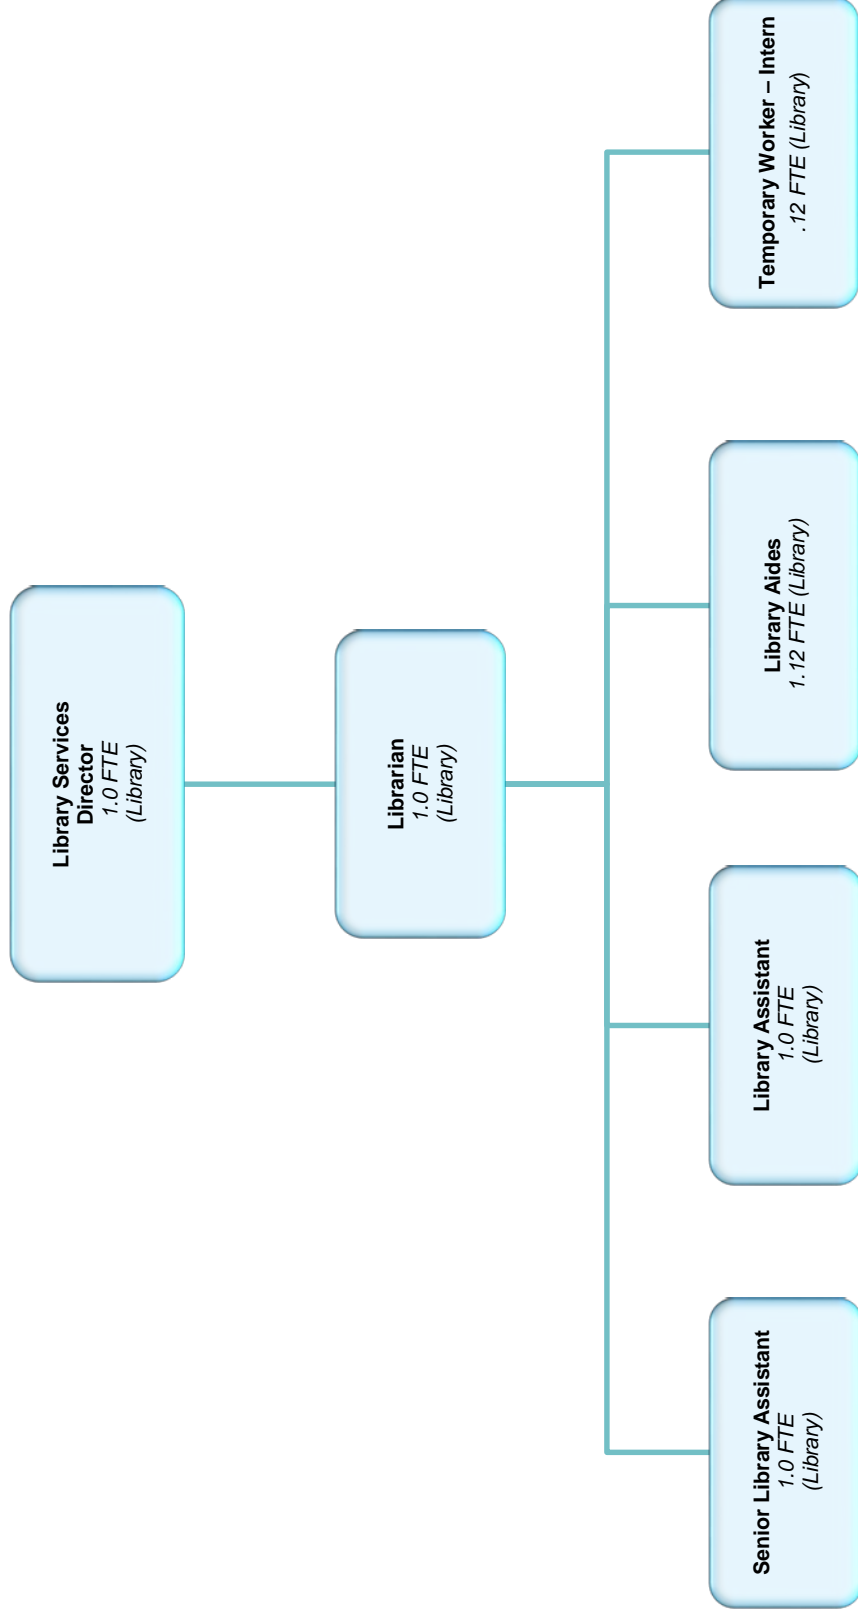 Library Services
Director
1.0 FTE
(Library)
Librarian
1.0 FTE
(Library)
Senior Library Assistant
1.0 FTE
(Library)
Library Assistant
1.0 FTE
(Library)
Library Aides
1.12 FTE (Library)
Temporary Worker – Intern
.12 FTE (Library)